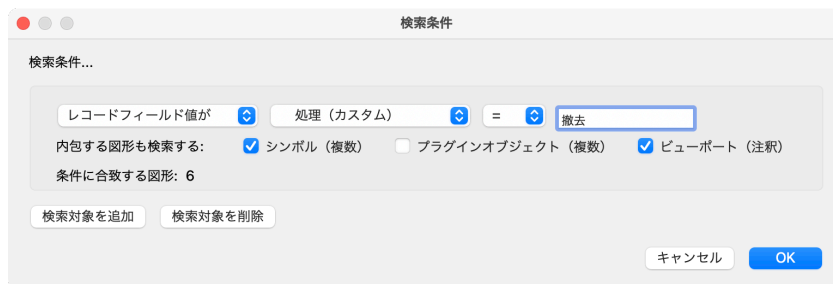 検索条件
検索条件...
レコードフィールド値が 処理（カスタム） = 撤去
内包する図形も検索する: シンボル（複数） プラグインオブジェクト（複数） ビューポート（注釈）
条件に合致する図形: 6
検索対象を追加 検索対象を削除
キャンセル OK